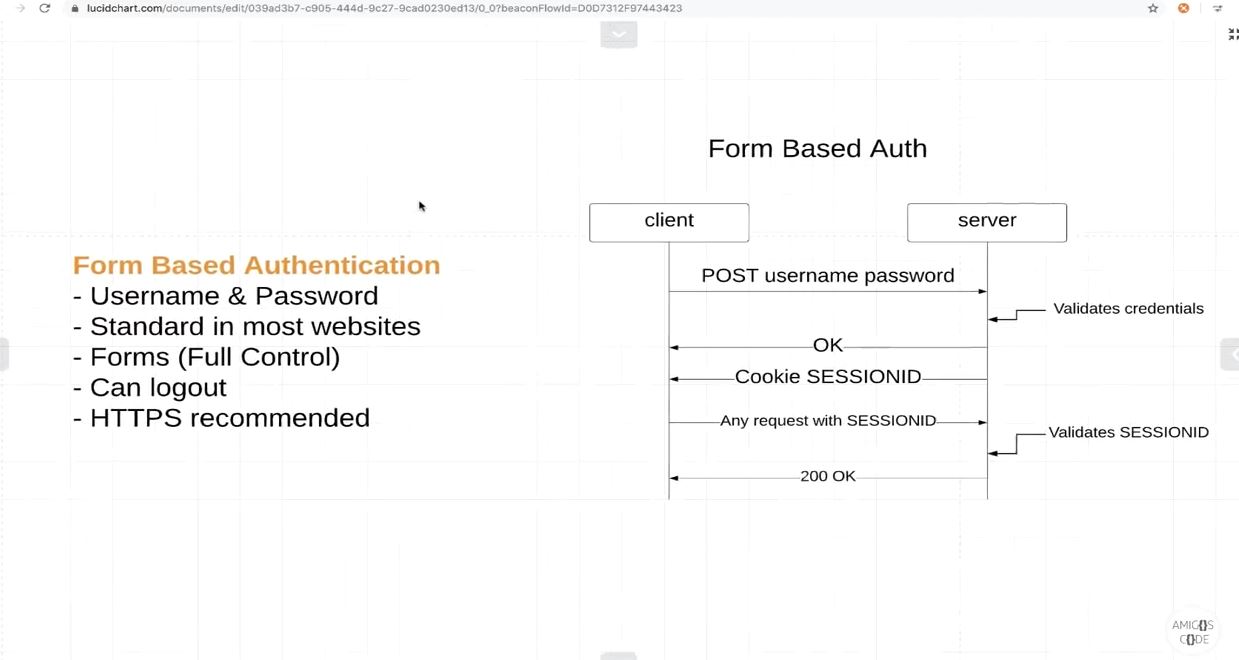 lucidchart.com/documents/edit/039ad3b7-c905-444d-9c27-9cad0230ed13/0_0?beaconFlowId=D0D7312F97443423
Form Based Auth
client
server
Form Based Authentication
- Username & Password
- Standard in most websites
- Forms (Full Control)
- Can logout
- HTTPS recommended
POST username password
Validates credentials
OK
Cookie SESSIONID
Any request with SESSIONID
Validates SESSIONID
200 OK
AMIG{}S
C{}DE